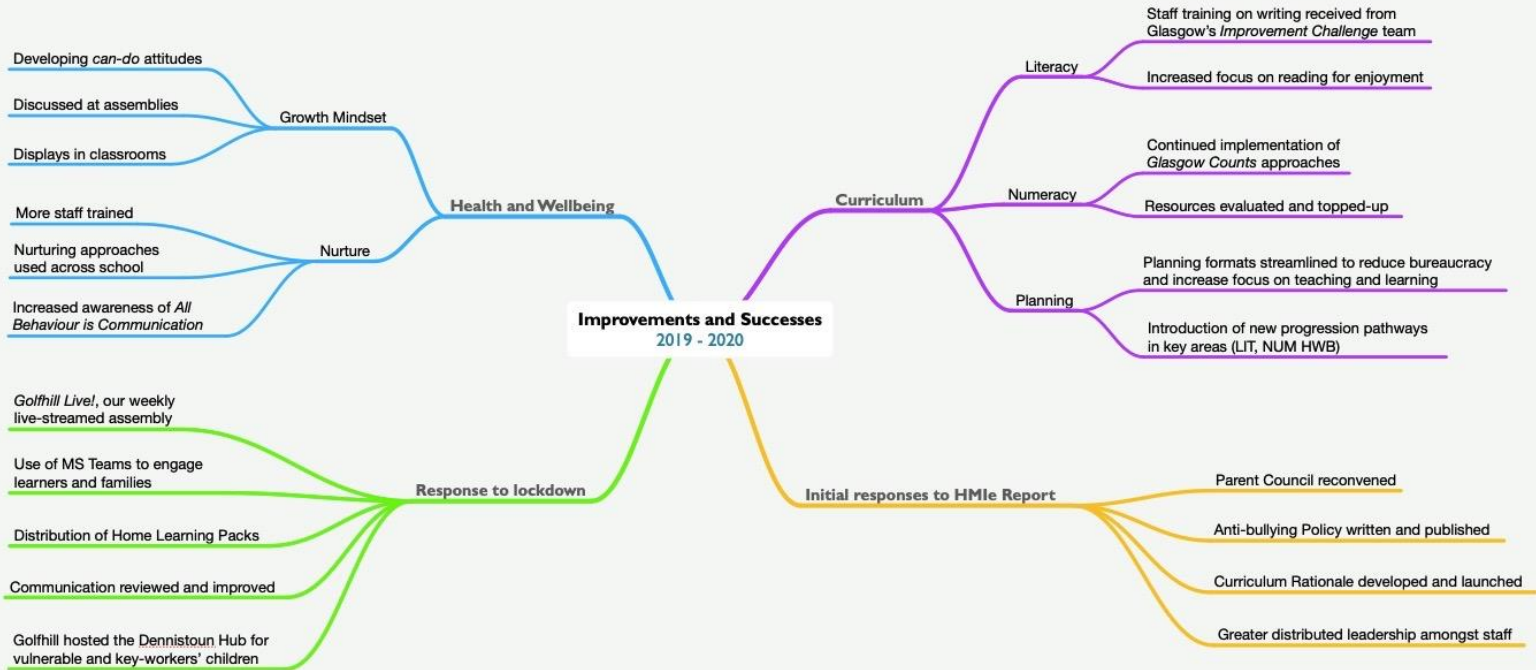 Improvements and Successes
2019 - 2020
Health and Wellbeing
Growth Mindset
Developing can-do attitudes
Discussed at assemblies
Displays in classrooms
Nurture
More staff trained
Nurturing approaches
used across school
Increased awareness of All
Behaviour is Communication
Curriculum
Literacy
Staff training on writing received from
Glasgow's Improvement Challenge team
Increased focus on reading for enjoyment
Numeracy
Continued implementation of
Glasgow Counts approaches
Resources evaluated and topped-up
Planning
Planning formats streamlined to reduce bureaucracy
and increase focus on teaching and learning
Introduction of new progression pathways
in key areas (LIT, NUM HWB)
Response to lockdown
Golfhill Live!, our weekly
live-streamed assembly
Use of MS Teams to engage
learners and families
Distribution of Home Learning Packs
Communication reviewed and improved
Golfhill hosted the Dennistoun Hub for
vulnerable and key-workers' children
Initial responses to HMIe Report
Parent Council reconvened
Anti-bullying Policy written and published
Curriculum Rationale developed and launched
Greater distributed leadership amongst staff